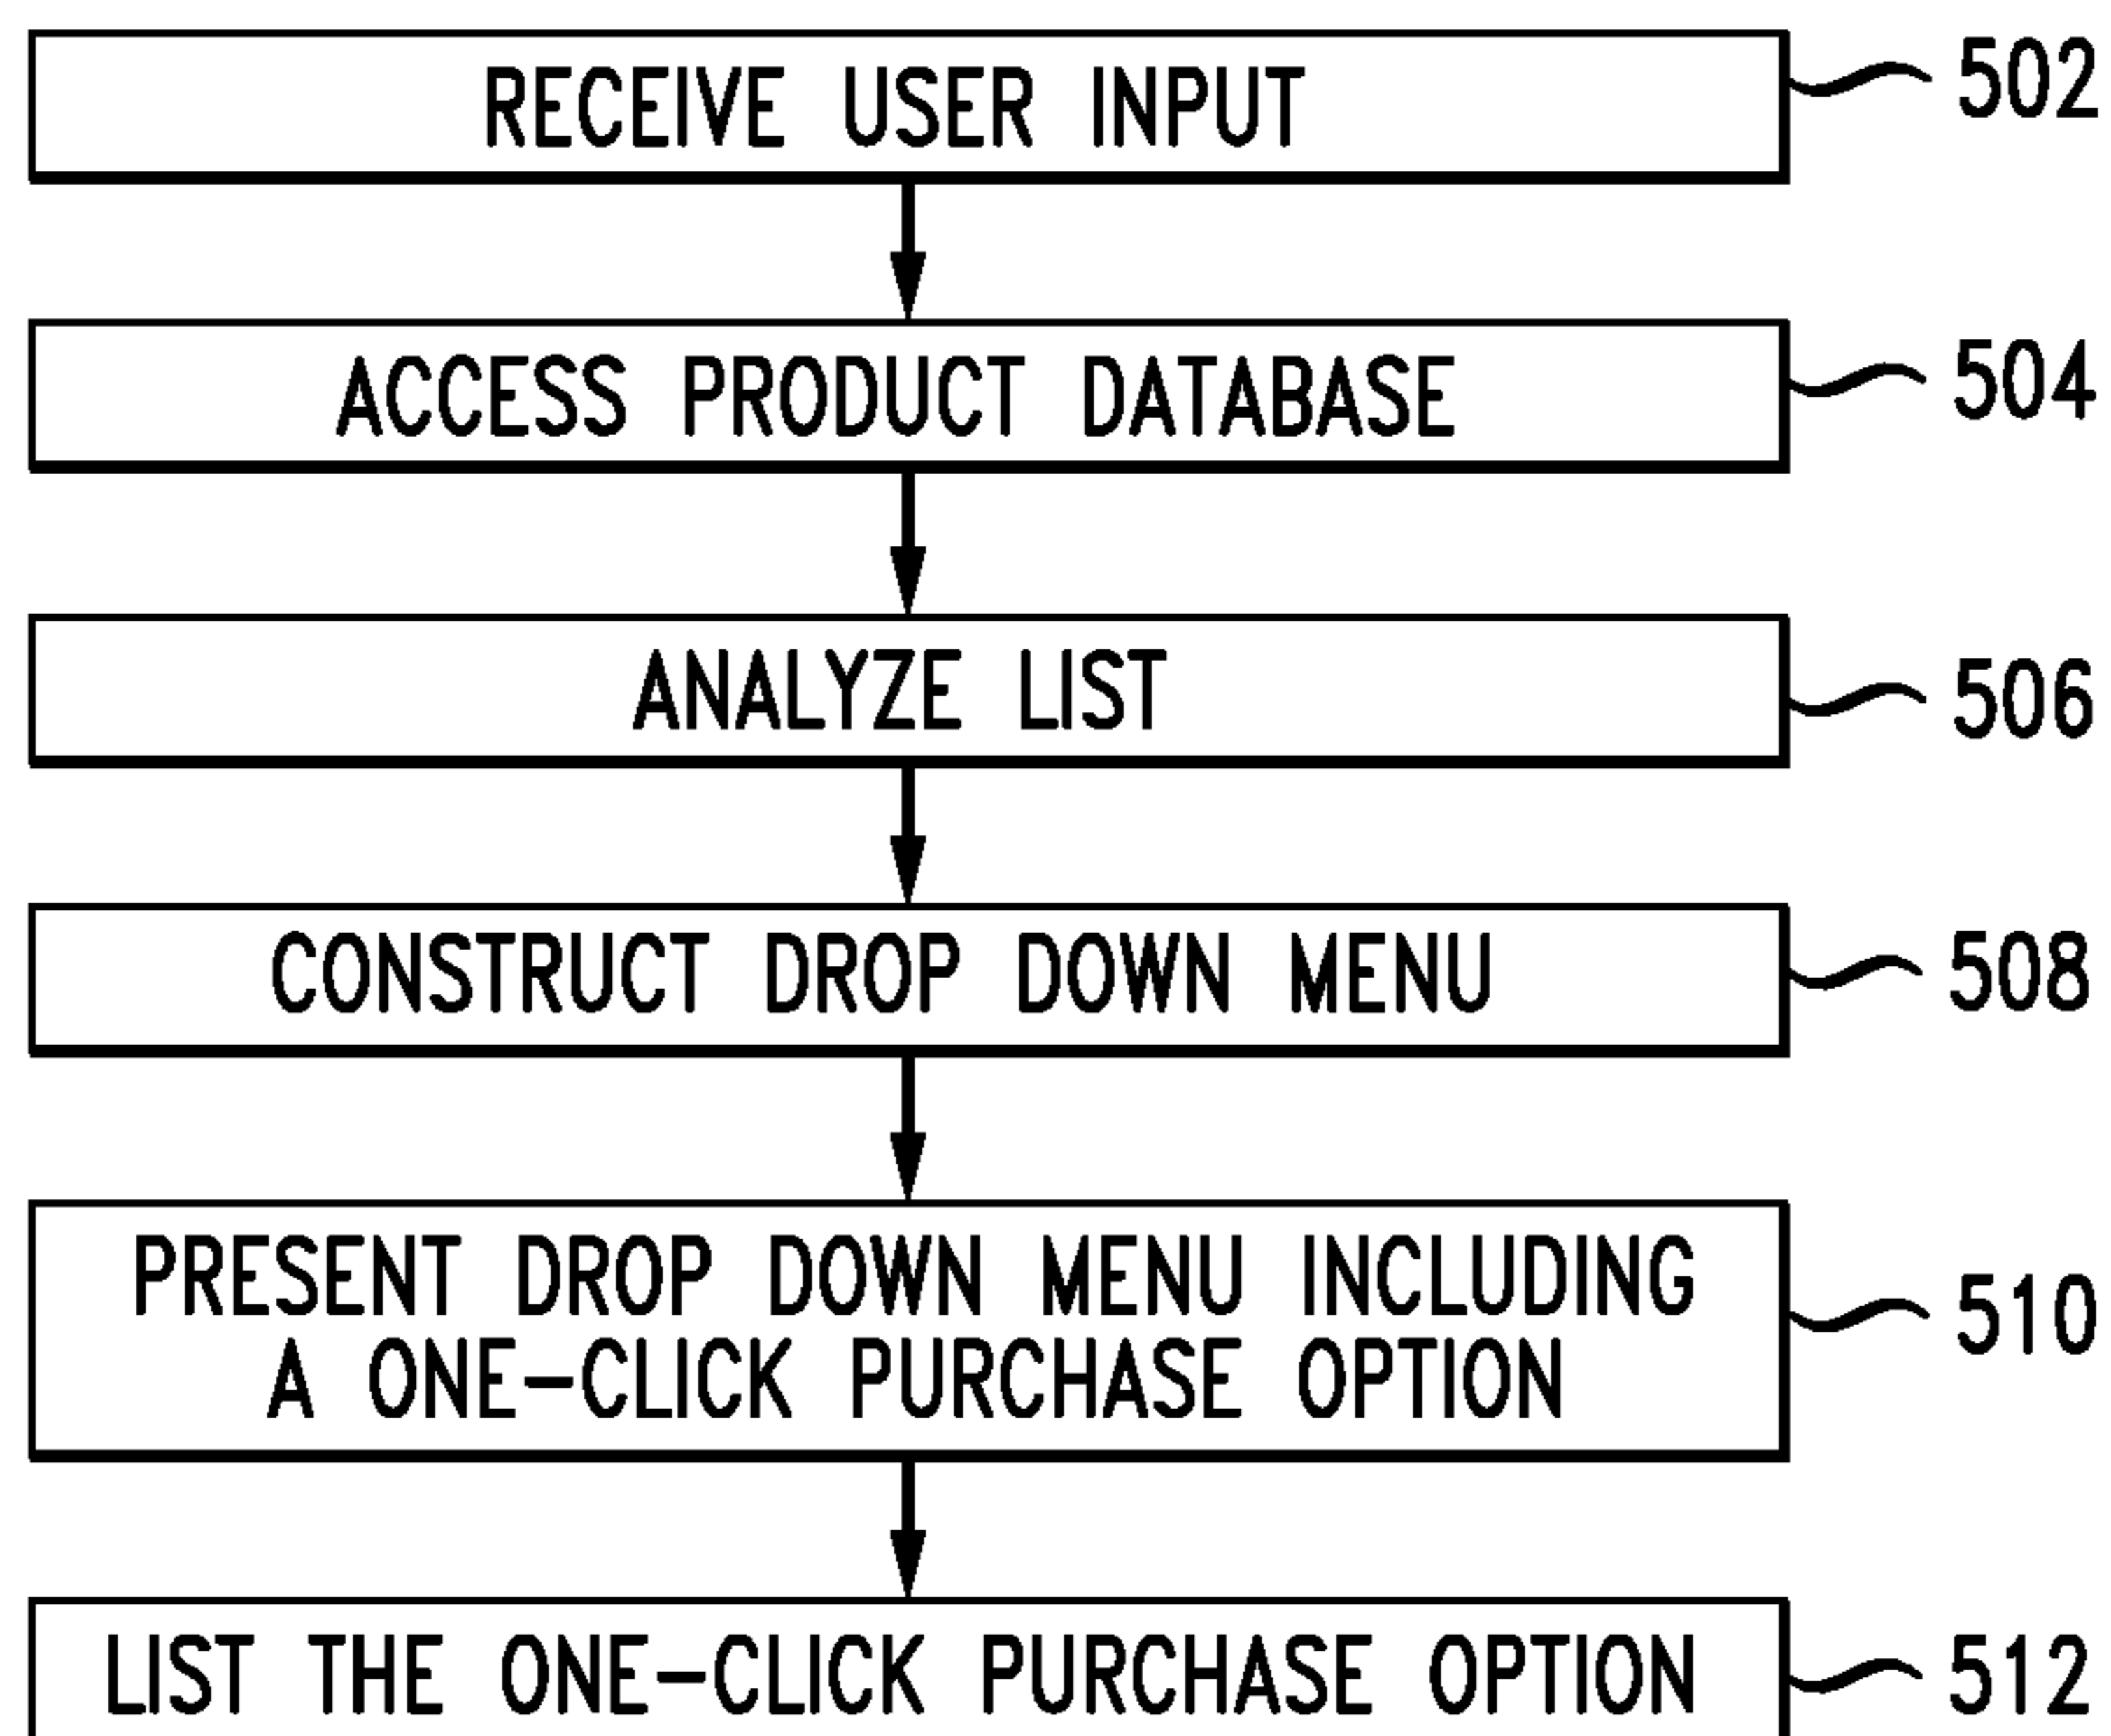 RECEIVE USER INPUT 502
ACCESS PRODUCT DATABASE 504
ANALYZE LIST 506
CONSTRUCT DROP DOWN MENU 508
PRESENT DROP DOWN MENU INCLUDING
A ONE-CLICK PURCHASE OPTION 510
LIST THE ONE-CLICK PURCHASE OPTION 512